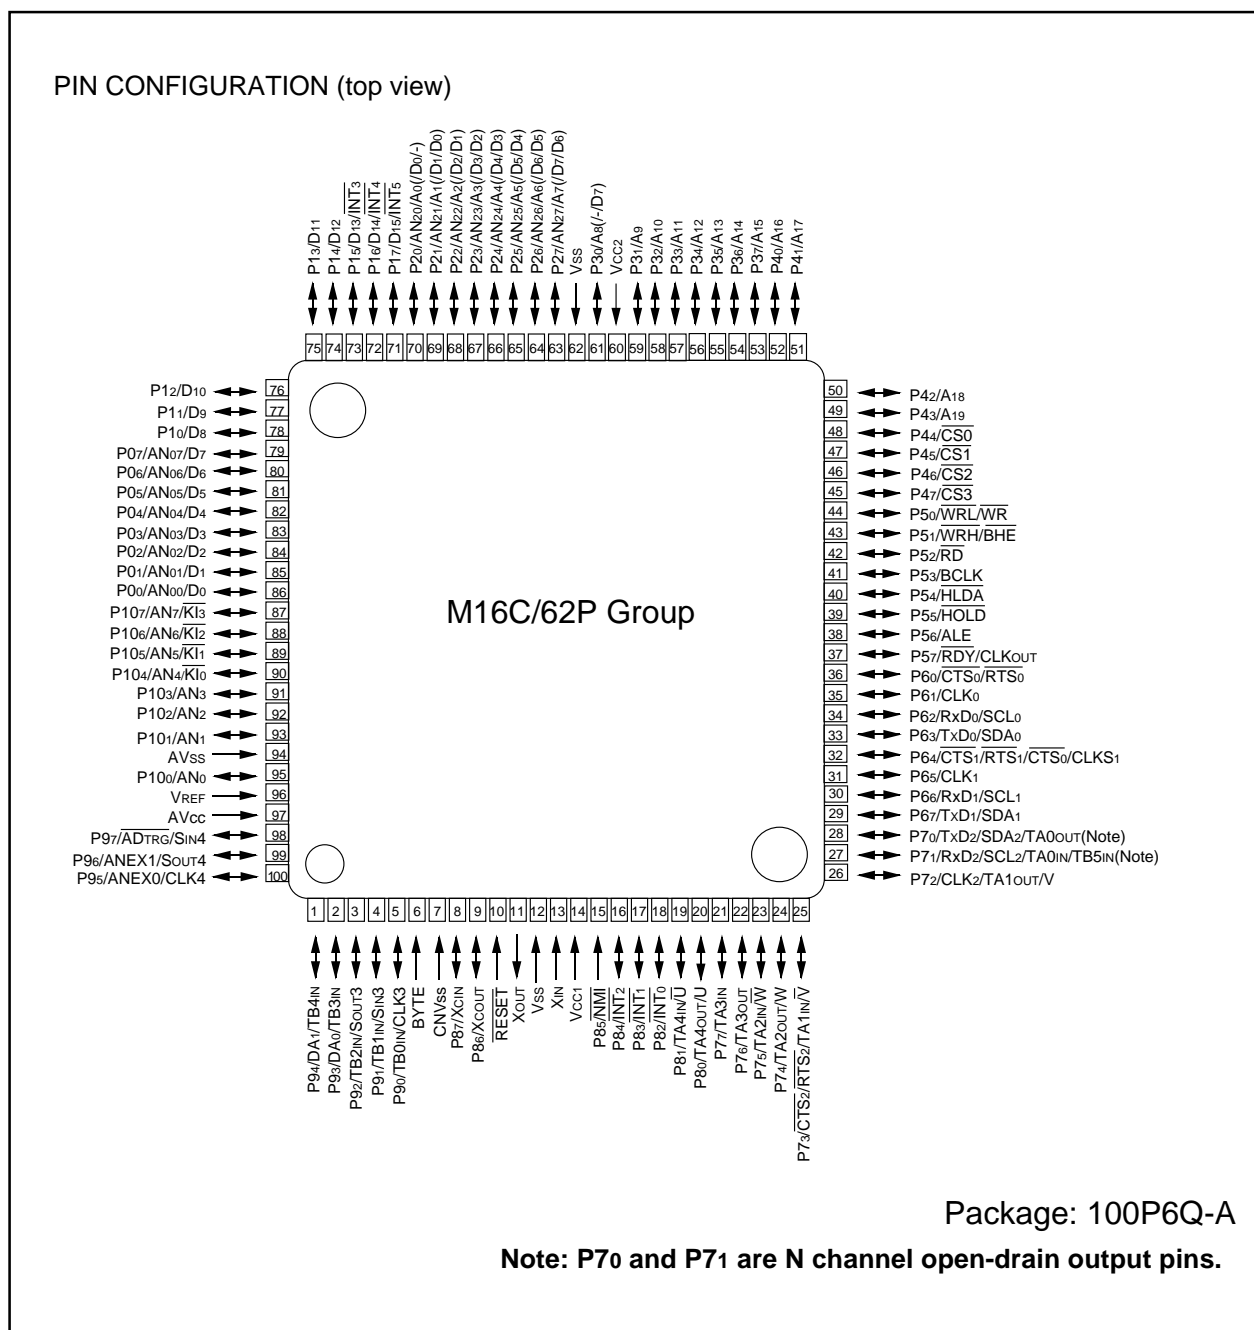 PIN CONFIGURATION (top view)
P13/D11
P14/D12
P15/D13/INT3
P16/D14/INT4
P17/D15/INT5
P20/AN20/A0(/D0/-)
P21/AN21/A1(/D1/D0)
P22/AN22/A2(/D2/D1)
P23/AN23/A3(/D3/D2)
P24/AN24/A4(/D4/D3)
P25/AN25/A5(/D5/D4)
P26/AN26/A6(/D6/D5)
P27/AN27/A7(/D7/D6)
Vss
P30/A8(/-/D7)
VCC2
P31/A9
P32/A10
P33/A11
P34/A12
P35/A13
P36/A14
P37/A15
P40/A16
P41/A17
75 74 73 72 71 70 69 68 67 66 65 64 63 62 61 60 59 58 57 56 55 54 53 52 51
P12/D10 76
P11/D9 77
P10/D8 78
P07/AN07/D7 79
P06/AN06/D6 80
P05/AN05/D5 81
P04/AN04/D4 82
P03/AN03/D3 83
P02/AN02/D2 84
P01/AN01/D1 85
P00/AN00/D0 86
P107/AN7/KI3 87
P106/AN6/KI2 88
P105/AN5/KI1 89
P104/AN4/KI0 90
P103/AN3 91
P102/AN2 92
P101/AN1 93
AVss 94
P100/AN0 95
VREF 96
AVcc 97
P97/ADTRG/SIN4 98
P96/ANEX1/SOUT4 99
P95/ANEX0/CLK4 100
M16C/62P Group
50 P42/A18
49 P43/A19
48 P44/CS0
47 P45/CS1
46 P46/CS2
45 P47/CS3
44 P50/WRL/WR
43 P51/WRH/BHE
42 P52/RD
41 P53/BCLK
40 P54/HLDA
39 P55/HOLD
38 P56/ALE
37 P57/RDY/CLKOUT
36 P60/CTS0/RTS0
35 P61/CLK0
34 P62/RxD0/SCL0
33 P63/TxD0/SDA0
32 P64/CTS1/RTS1/CTS0/CLKS1
31 P65/CLK1
30 P66/RxD1/SCL1
29 P67/TxD1/SDA1
28 P70/TxD2/SDA2/TA0OUT(Note)
27 P71/RxD2/SCL2/TA0IN/TB5IN(Note)
26 P72/CLK2/TA1OUT/V
1 2 3 4 5 6 7 8 9 10 11 12 13 14 15 16 17 18 19 20 21 22 23 24 25
P94/DA1/TB4IN
P93/DA0/TB3IN
P92/TB2IN/SOUT3
P91/TB1IN/SIN3
P90/TB0IN/CLK3
BYTE
CNVss
P87/XCIN
P86/XCOUT
RESET
XOUT
Vss
XIN
VCC1
P85/NMI
P84/INT2
P83/INT1
P82/INT0
P81/TA4IN/U
P80/TA4OUT/U
P77/TA3IN
P76/TA3OUT
P75/TA2IN/W
P74/TA2OUT/W
P73/CTS2/RTS2/TA1IN/V
Package: 100P6Q-A
Note: P70 and P71 are N channel open-drain output pins.